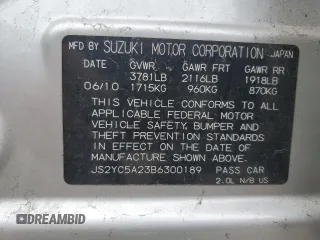 MFD BY SUZUKI MOTOR CORPORATION JAPAN
GVWR GAWR FRT GAWR RR
3781LB 2116LB 1918LB
06/10 1715KG 960KG 870KG
THIS VEHICLE CONFORMS TO ALL
APPLICABLE FEDERAL MOTOR
VEHICLE SAFETY, BUMPER AND
THEFT PREVENTION STANDARDS
IN EFFECT ON THE DATE OF
MANUFACTURE SHOWN ABOVE.
JS2YC5A23B6300189 PASS CAR
2.0L N/B US